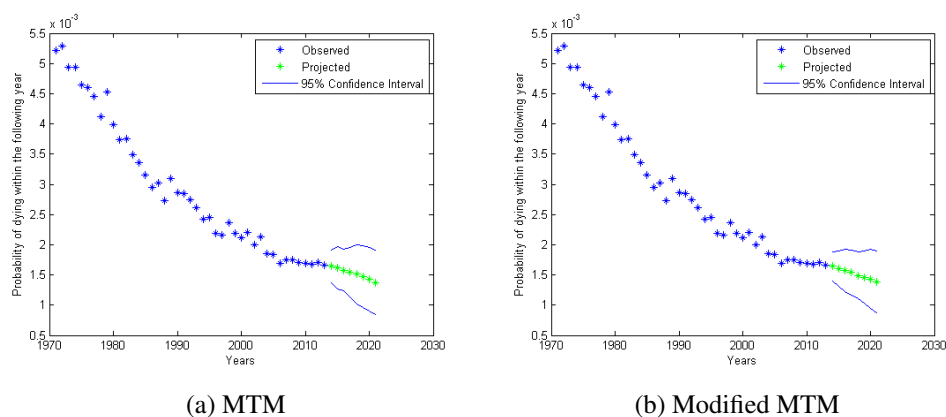 x 10⁻³
5.5
5
4.5
4
3.5
3
2.5
2
1.5
1
0.5
Probability of dying within the following year
1970 1980 1990 2000 2010 2020 2030
Years
Observed
Projected
95% Confidence Interval
(a) MTM
x 10⁻³
5.5
5
4.5
4
3.5
3
2.5
2
1.5
1
0.5
Probability of dying within the following year
1970 1980 1990 2000 2010 2020 2030
Years
Observed
Projected
95% Confidence Interval
(b) Modified MTM